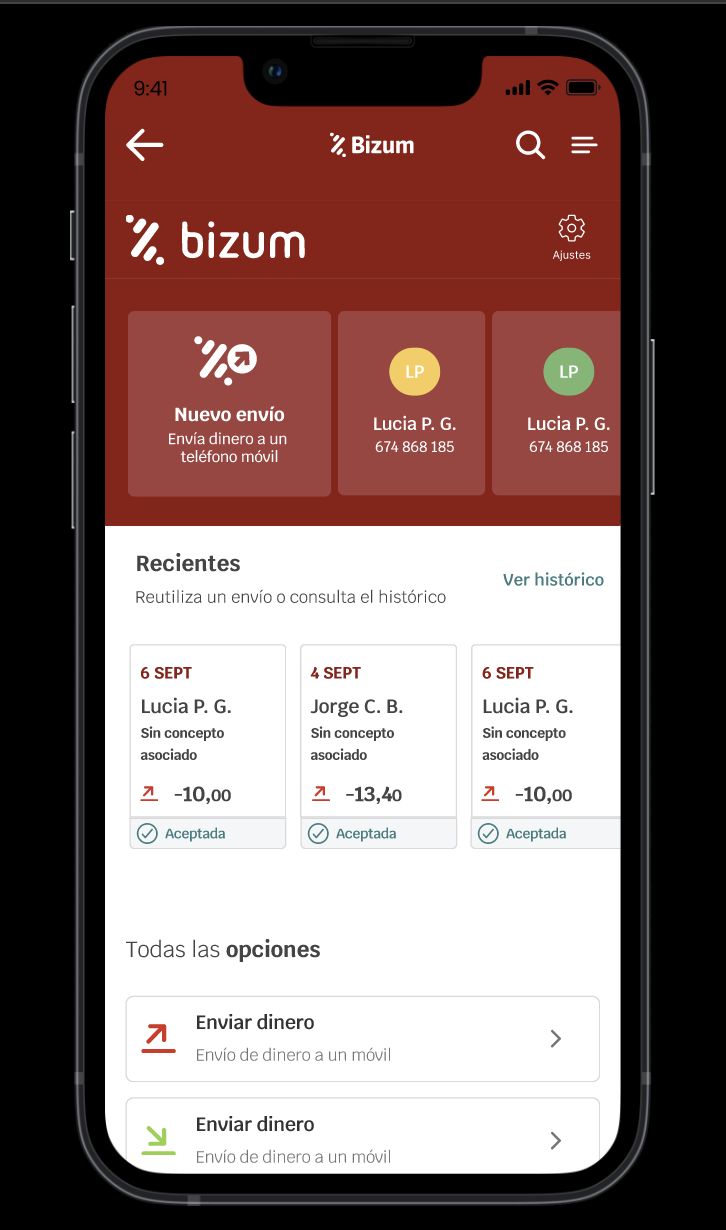 9:41
Bizum
bizum
Ajustes
Nuevo envío
Envía dinero a un
teléfono móvil
LP
Lucia P. G.
674 868 185
LP
Lucia P. G.
674 868 185
Recientes
Reutiliza un envío o consulta el histórico
Ver histórico
6 SEPT
Lucia P. G.
Sin concepto
asociado
-10,00
Aceptada
4 SEPT
Jorge C. B.
Sin concepto
asociado
-13,40
Aceptada
6 SEPT
Lucia P. G.
Sin concepto
asociado
-10,00
Aceptada
Todas las opciones
Enviar dinero
Envío de dinero a un móvil
Enviar dinero
Envío de dinero a un móvil